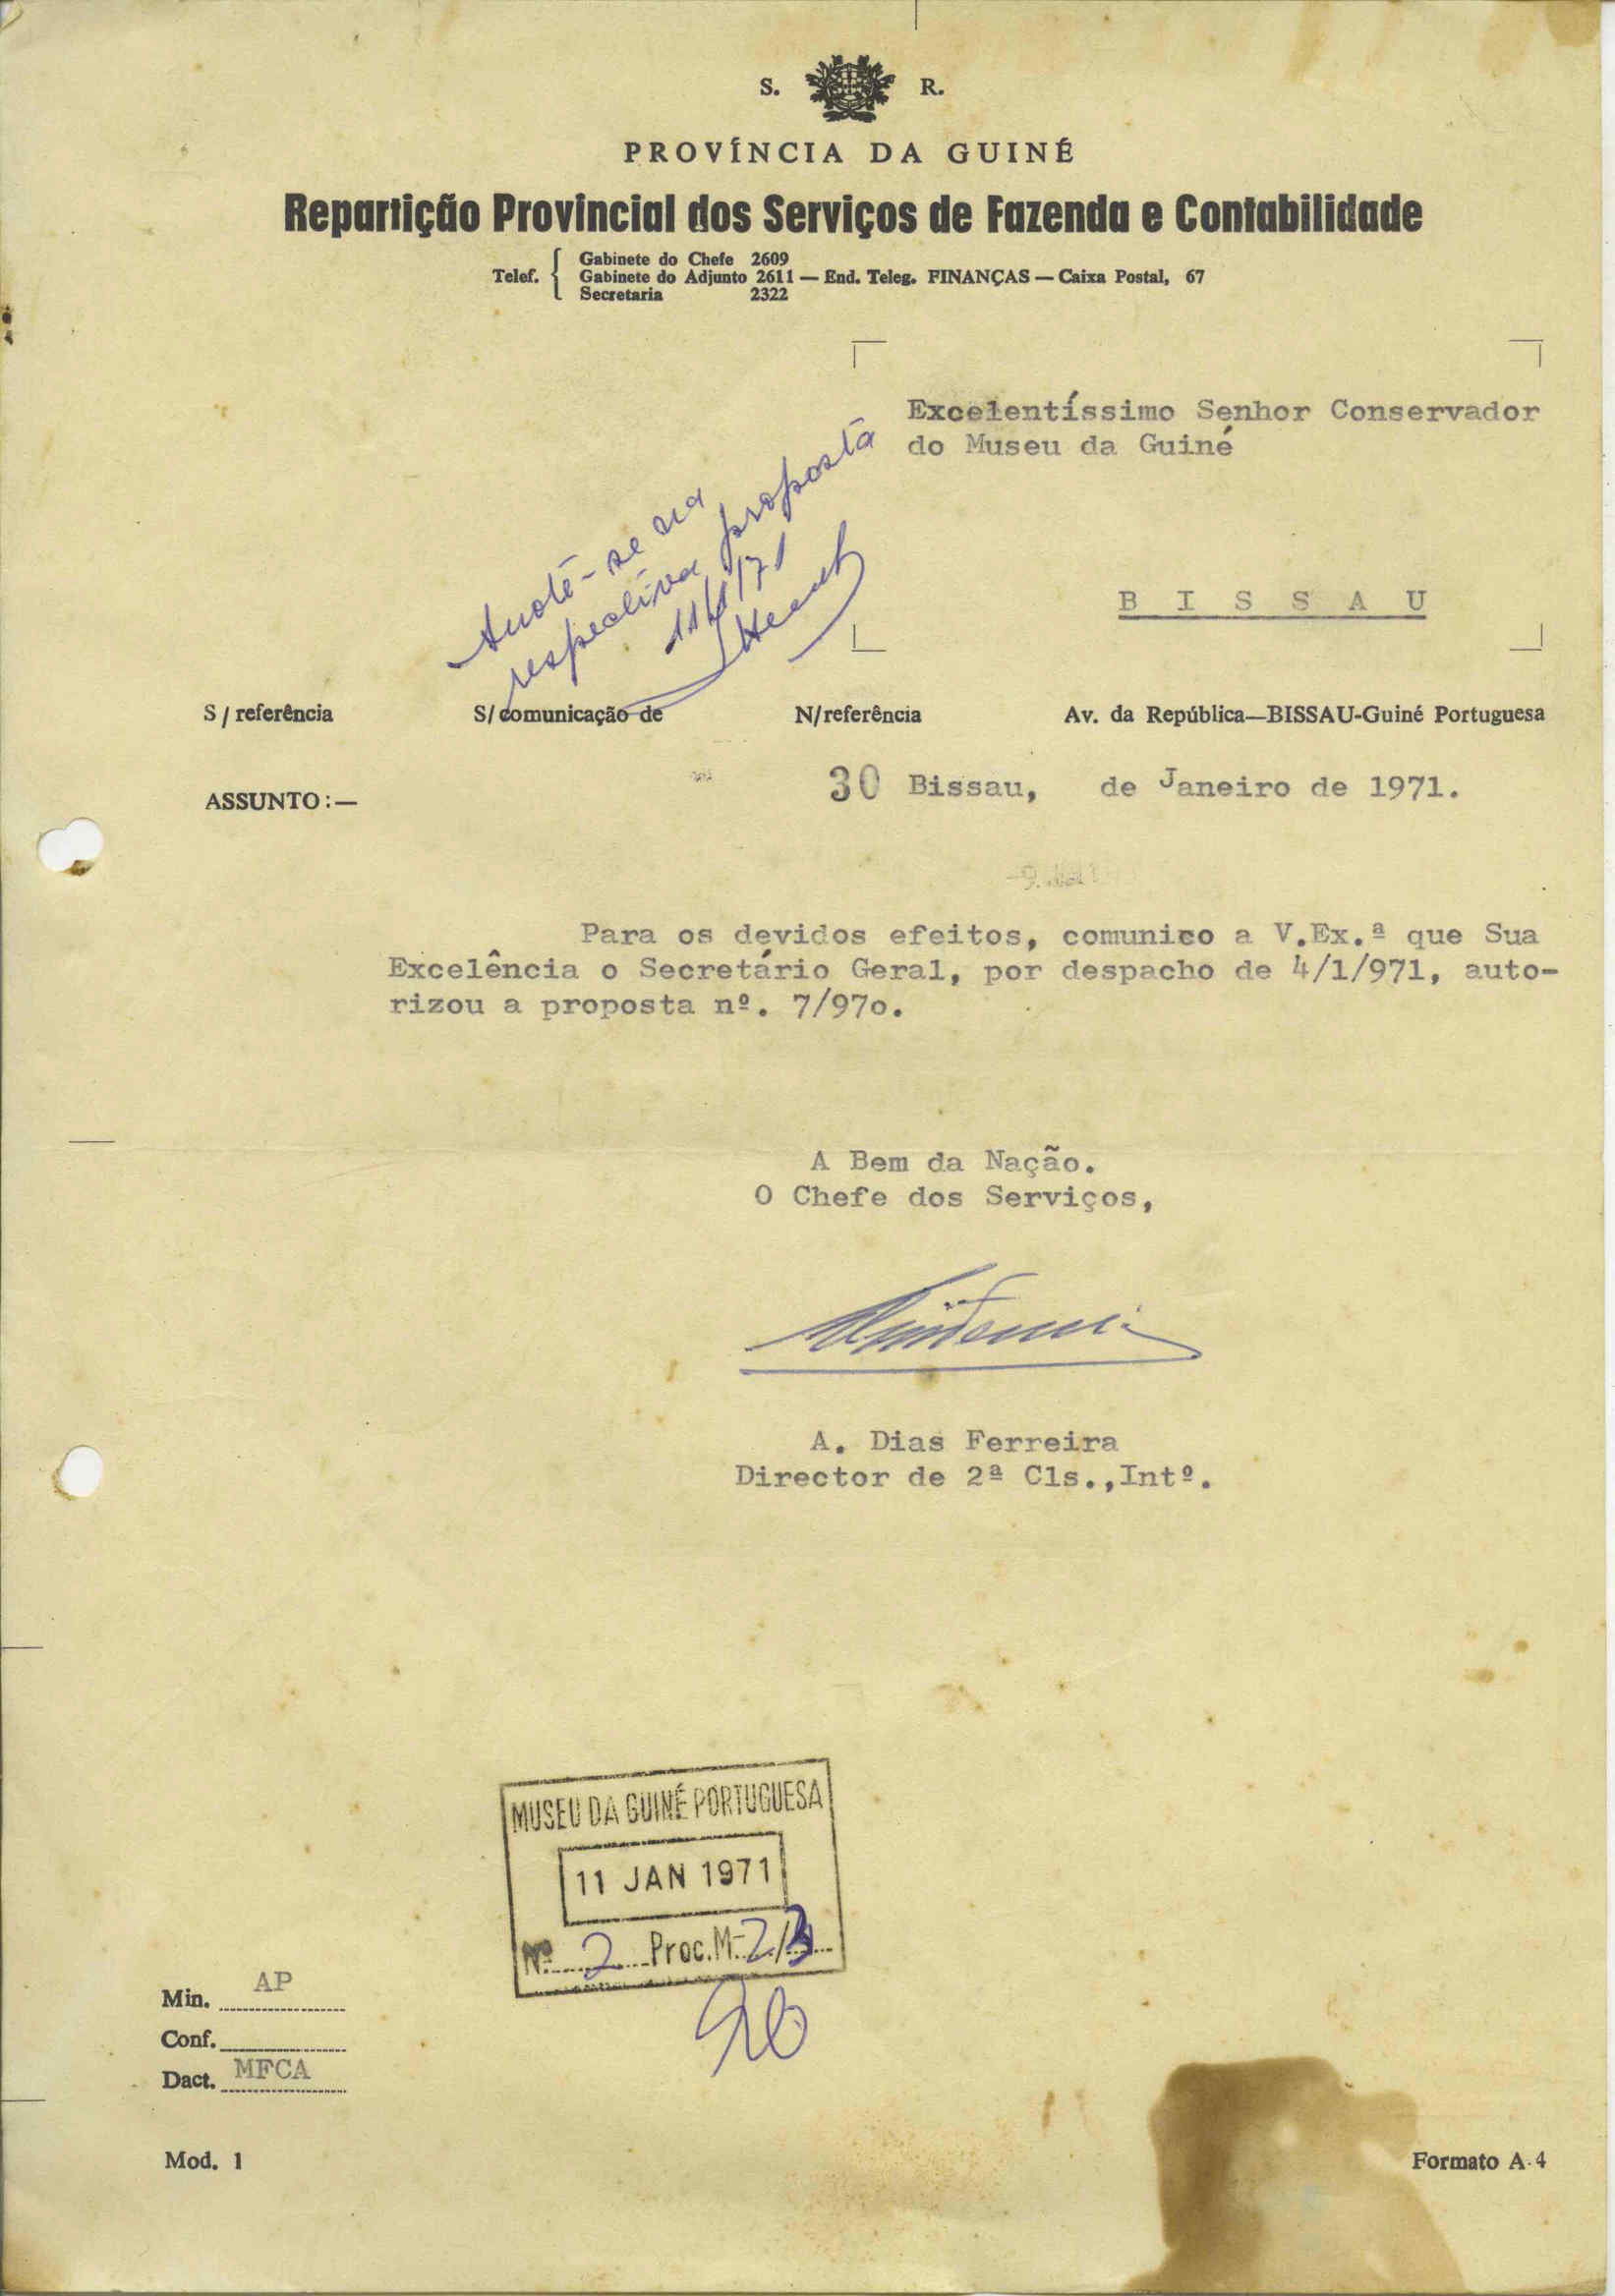 S. R.
PROVÍNCIA DA GUINÉ
Repartição Provincial dos Serviços de Fazenda e Contabilidade
Telef. Gabinete do Chefe 2609
Gabinete do Adjunto 2611 — End. Teleg. FINANÇAS — Caixa Postal, 67
Secretaria 2322
Excelentíssimo Senhor Conservador
do Museu da Guiné
Anote-se na
respectiva proposta
11/1/71
B I S S A U
S / referência S/ comunicação de N/referência Av. da República—BISSAU-Guiné Portuguesa
30 Bissau, de Janeiro de 1971.
ASSUNTO:—
Para os devidos efeitos, comunico a V.Ex.ª que Sua
Excelência o Secretário Geral, por despacho de 4/1/971, auto-
rizou a proposta nº. 7/97o.
A Bem da Nação.
O Chefe dos Serviços,
A. Dias Ferreira
Director de 2ª Cls.,Intº.
MUSEU DA GUINÉ PORTUGUESA
11 JAN 1971
Nº 2 Proc. M-2/3
Min. AP
Conf.
Dact. MFCA
Mod. 1 Formato A-4